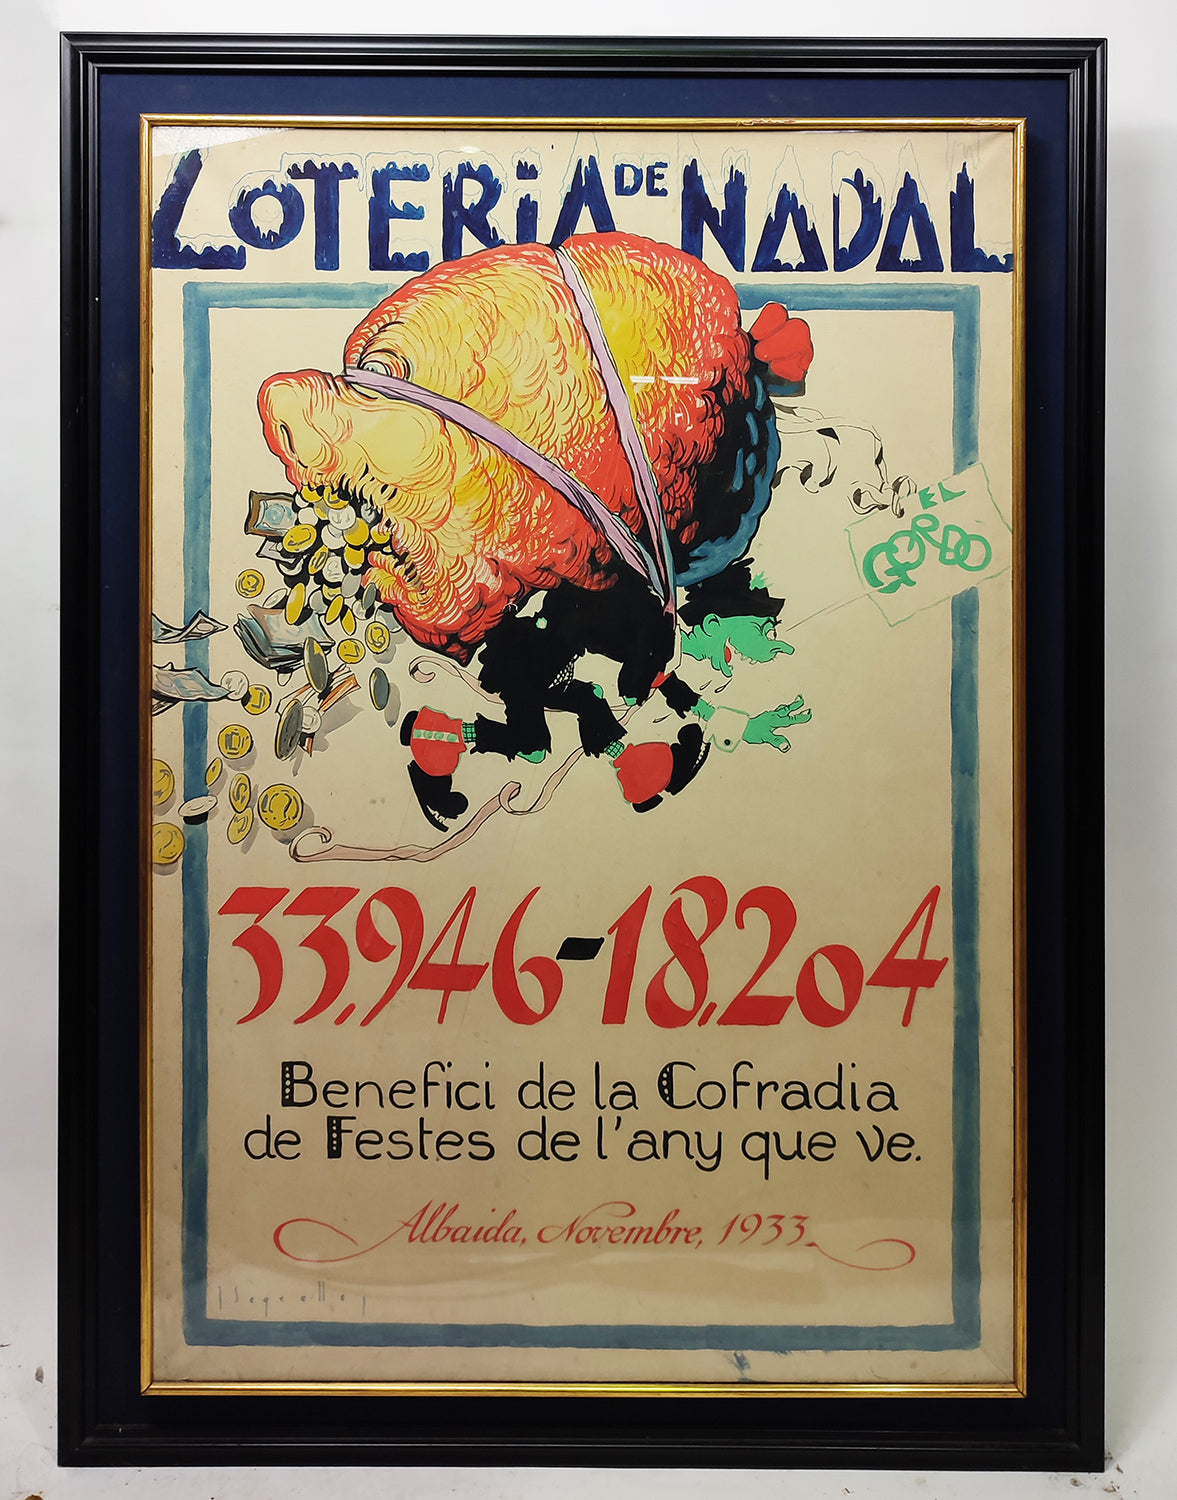 LOTERiA DE NADAL
EL
GORDO
33.946-18.204
Benefici de la Cofradia
de Festes de l'any que ve.
Albaida, Novembre, 1933